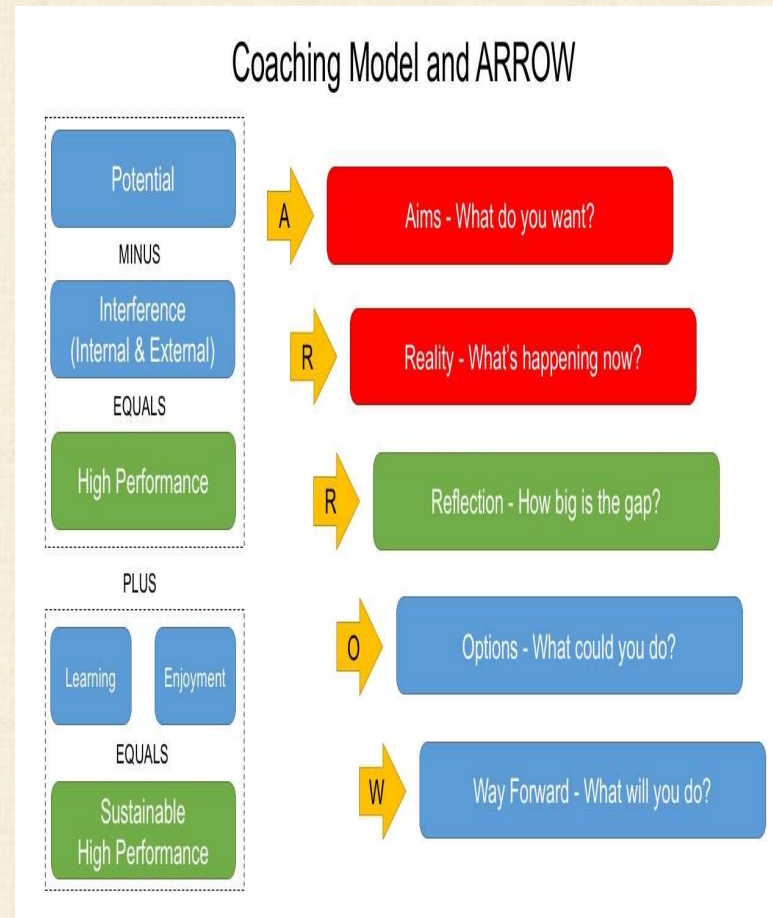 Coaching Model and ARROW
Potential
MINUS
Interference
(Internal & External)
EQUALS
High Performance
PLUS
Learning
Enjoyment
EQUALS
Sustainable
High Performance
A
Aims - What do you want?
R
Reality - What's happening now?
R
Reflection - How big is the gap?
O
Options - What could you do?
W
Way Forward - What will you do?